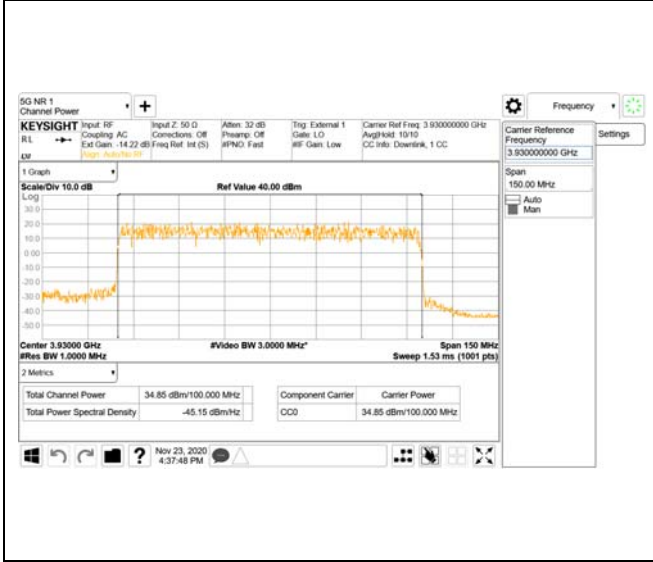 5G NR 1
Channel Power
Frequency
KEYSIGHT Input: RF
R L Coupling: AC
Ext Gain: -14.22 dB
Align: Auto/No RF
Input Z: 50 Ω
Corrections: Off
Freq Ref: Int (S)
Atten: 32 dB
Preamp: Off
#PNO: Fast
Trig: External 1
Gate: LO
#IF Gain: Low
Carrier Ref Freq: 3.930000000 GHz
Avg|Hold: 10/10
CC Info: Downlink, 1 CC
Carrier Reference
Frequency
3.930000000 GHz
Settings
Span
150.00 MHz
Auto
Man
1 Graph
Scale/Div 10.0 dB
Ref Value 40.00 dBm
Log
30.0
20.0
10.0
0.00
-10.0
-20.0
-30.0
-40.0
-50.0
Center 3.93000 GHz
#Video BW 3.0000 MHz*
Span 150 MHz
#Res BW 1.0000 MHz
Sweep 1.53 ms (1001 pts)
2 Metrics
Total Channel Power 34.85 dBm/100.000 MHz
Total Power Spectral Density -45.15 dBm/Hz
Component Carrier Carrier Power
CC0 34.85 dBm/100.000 MHz
?
Nov 23, 2020
4:37:48 PM